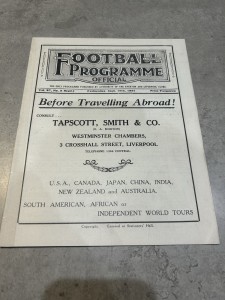 FOOTBALL
PROGRAMME
OFFICIAL
Before Travelling Abroad!
CONSULT
TAPSCOTT, SMITH & CO.
WESTMINSTER CHAMBERS,
3 CROSSHALL STREET, LIVERPOOL
U.S.A., CANADA, JAPAN, CHINA, INDIA,
NEW ZEALAND and AUSTRALIA.
SOUTH AMERICAN, AFRICAN or
INDEPENDENT WORLD TOURS